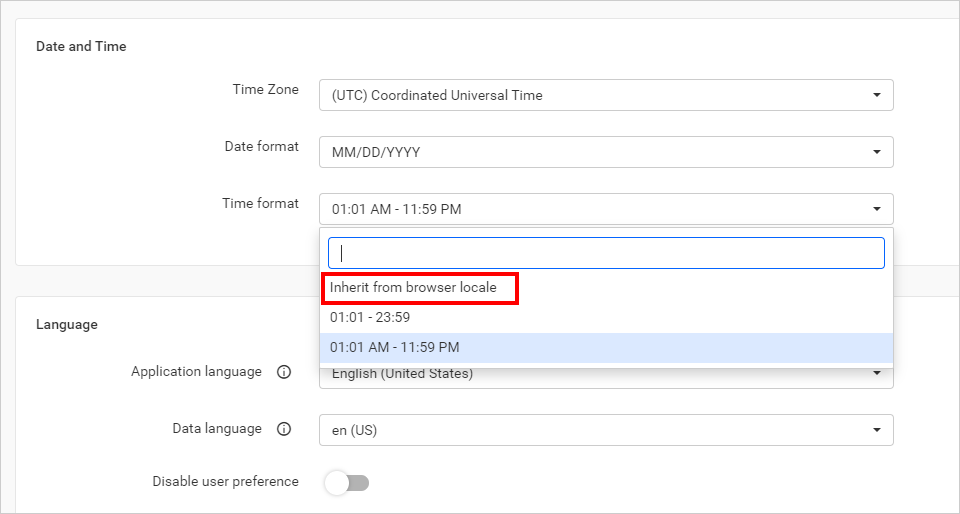 Date and Time
Time Zone
(UTC) Coordinated Universal Time
Date format
MM/DD/YYYY
Time format
01:01 AM - 11:59 PM
Inherit from browser locale
01:01 - 23:59
01:01 AM - 11:59 PM
Language
Application language
English (United States)
Data language
en (US)
Disable user preference